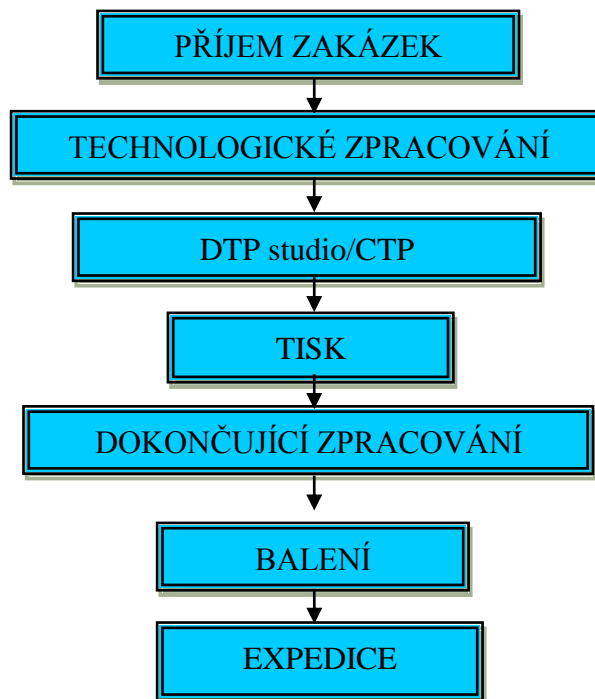 PŘÍJEM ZAKÁZEK
TECHNOLOGICKÉ ZPRACOVÁNÍ
DTP studio/CTP
TISK
DOKONČUJÍCÍ ZPRACOVÁNÍ
BALENÍ
EXPEDICE